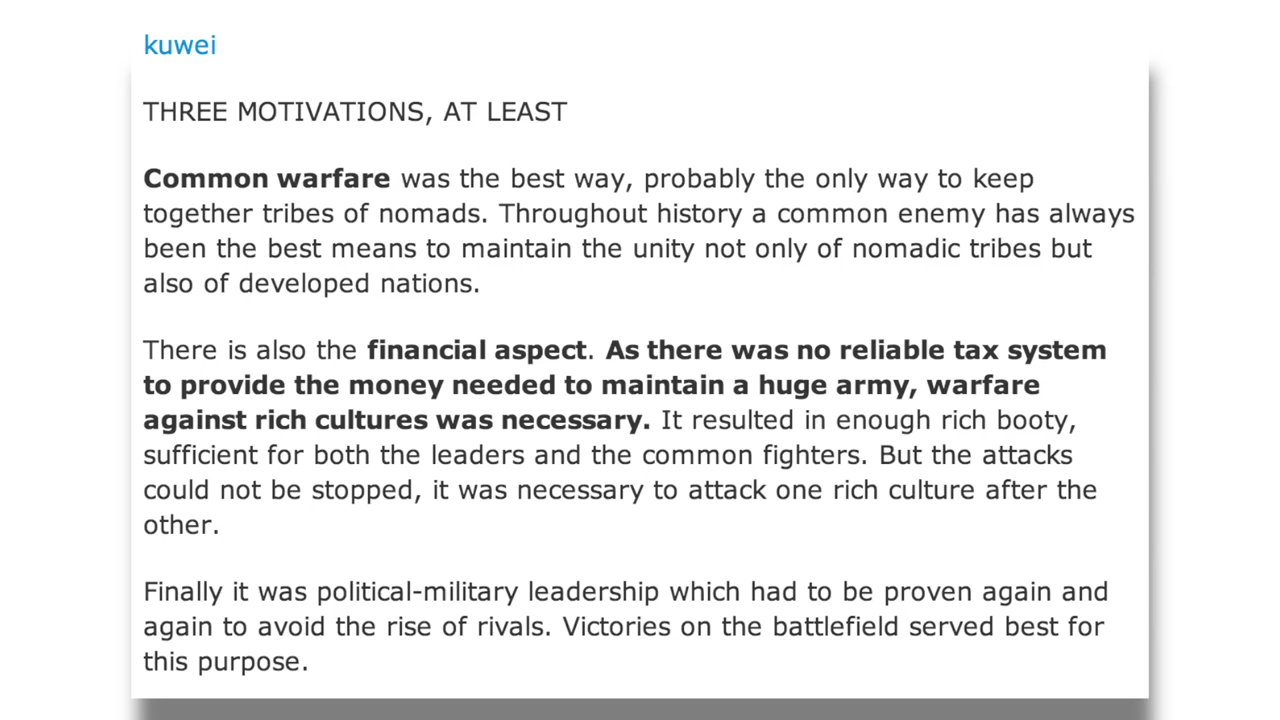 kuwei
THREE MOTIVATIONS, AT LEAST
Common warfare was the best way, probably the only way to keep
together tribes of nomads. Throughout history a common enemy has always
been the best means to maintain the unity not only of nomadic tribes but
also of developed nations.
There is also the financial aspect. As there was no reliable tax system
to provide the money needed to maintain a huge army, warfare
against rich cultures was necessary. It resulted in enough rich booty,
sufficient for both the leaders and the common fighters. But the attacks
could not be stopped, it was necessary to attack one rich culture after the
other.
Finally it was political-military leadership which had to be proven again and
again to avoid the rise of rivals. Victories on the battlefield served best for
this purpose.